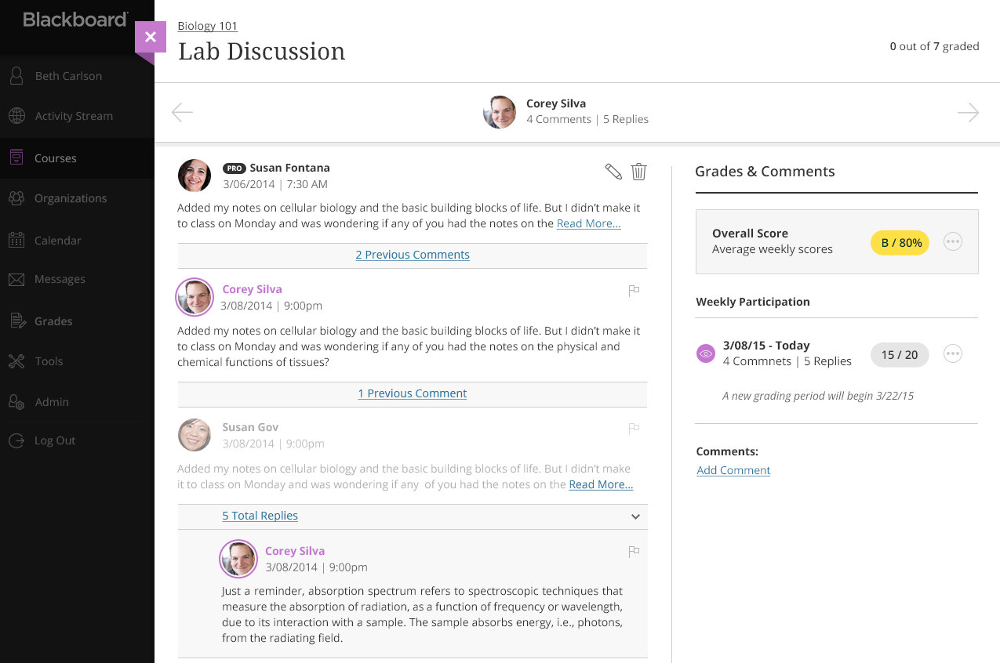 Blackboard
Beth Carlson
Activity Stream
Courses
Organizations
Calendar
Messages
Grades
Tools
Admin
Log Out
Biology 101
Lab Discussion
0 out of 7 graded
Corey Silva
4 Comments | 5 Replies
PRO Susan Fontana
3/06/2014 | 7:30 AM
Added my notes on cellular biology and the basic building blocks of life. But I didn’t make it
to class on Monday and was wondering if any of you had the notes on the Read More...
2 Previous Comments
Corey Silva
3/08/2014 | 9:00pm
Added my notes on cellular biology and the basic building blocks of life. But I didn’t make it
to class on Monday and was wondering if any of you had the notes on the physical and
chemical functions of tissues?
1 Previous Comment
Susan Gov
3/08/2014 | 9:00pm
Added my notes on cellular biology and the basic building blocks of life. But I didn’t make
it to class on Monday and was wondering if any of you had the notes on the Read More...
5 Total Replies
Corey Silva
3/08/2014 | 9:00pm
Just a reminder, absorption spectrum refers to spectroscopic techniques that
measure the absorption of radiation, as a function of frequency or wavelength,
due to its interaction with a sample. The sample absorbs energy, i.e., photons,
from the radiating field.
Grades & Comments
Overall Score
Average weekly scores
B / 80%
Weekly Participation
3/08/15 - Today
4 Commnets | 5 Replies
15 / 20
A new grading period will begin 3/22/15
Comments:
Add Comment